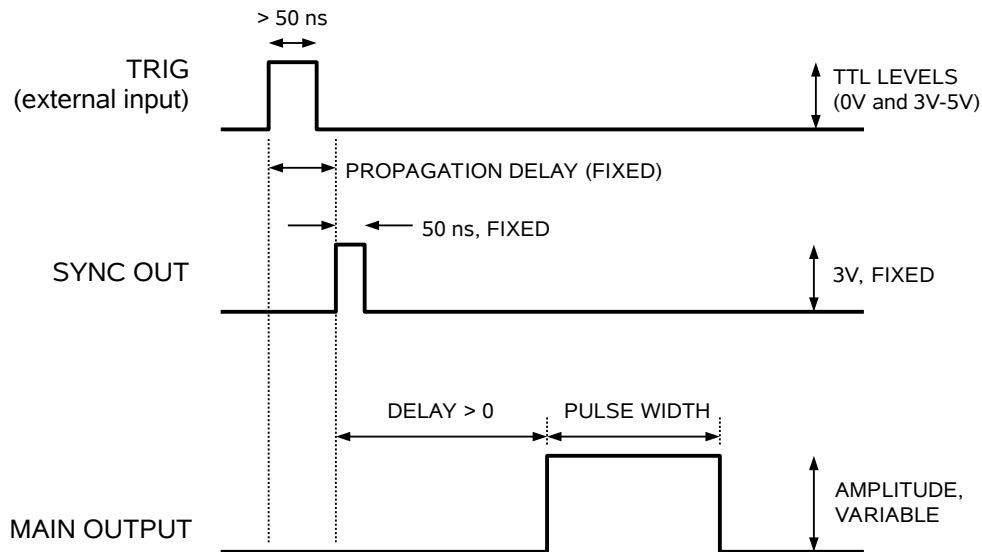 > 50 ns
TRIG
(external input)
TTL LEVELS
(0V and 3V-5V)
PROPAGATION DELAY (FIXED)
50 ns, FIXED
SYNC OUT
3V, FIXED
DELAY > 0
PULSE WIDTH
MAIN OUTPUT
AMPLITUDE,
VARIABLE